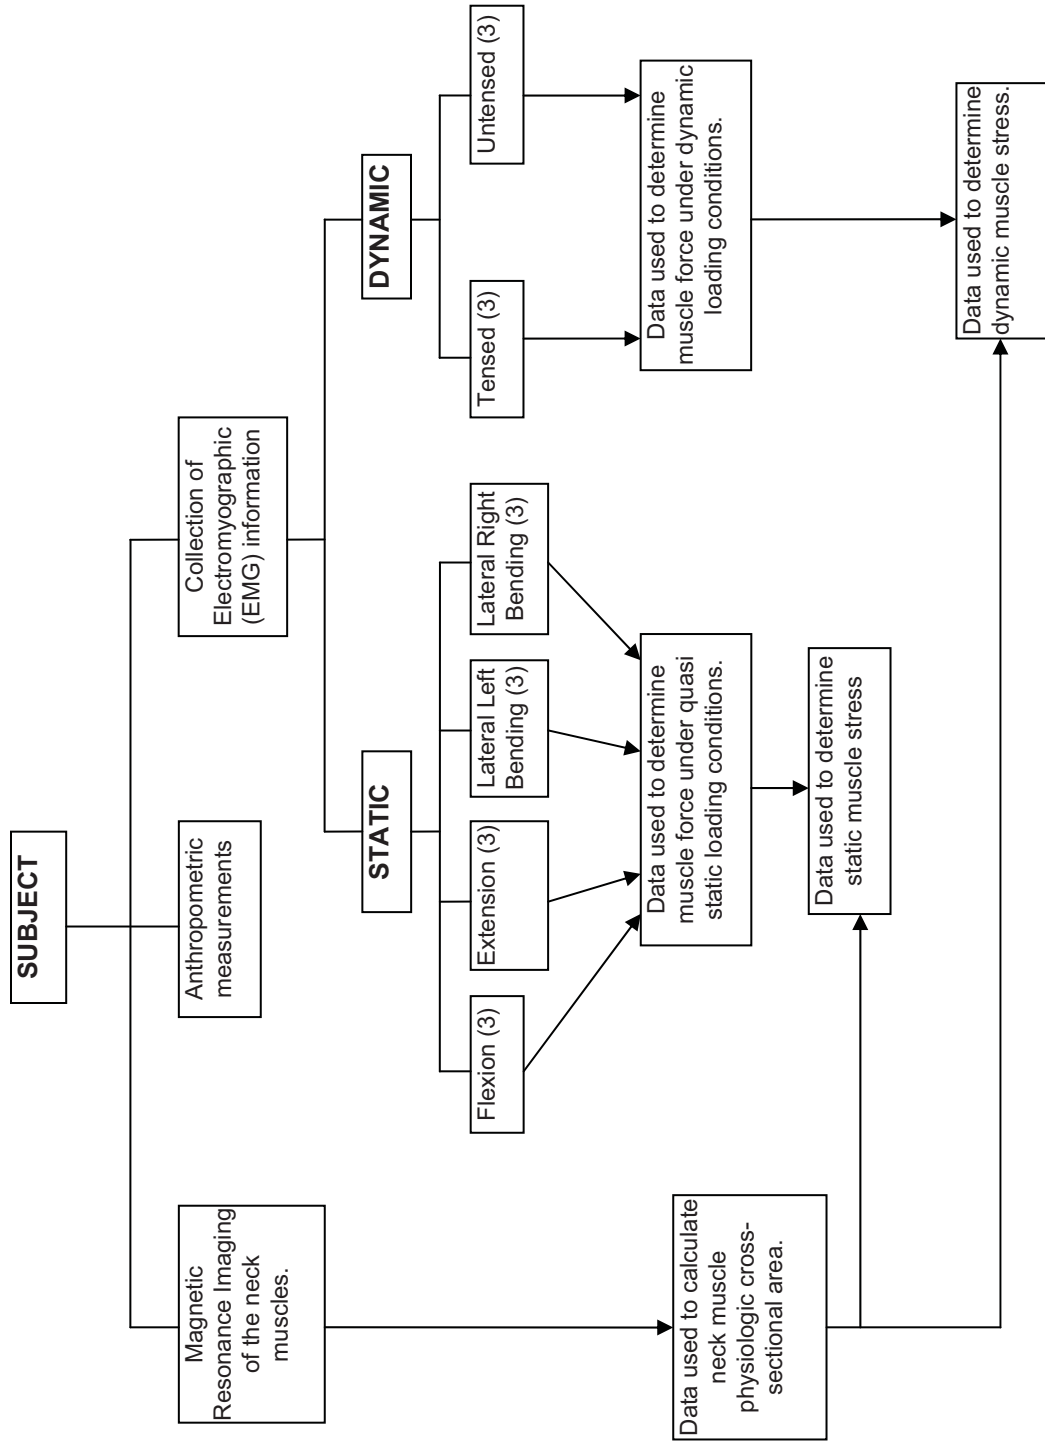 SUBJECT
Magnetic
Resonance Imaging
of the neck
muscles.
Anthropometric
measurements
Collection of
Electromyographic
(EMG) information
STATIC
DYNAMIC
Flexion (3)
Extension (3)
Lateral Left
Bending (3)
Lateral Right
Bending (3)
Tensed (3)
Untensed (3)
Data used to calculate
neck muscle
physiologic cross-
sectional area.
Data used to determine
muscle force under quasi
static loading conditions.
Data used to determine
muscle force under dynamic
loading conditions.
Data used to determine
static muscle stress
Data used to determine
dynamic muscle stress.